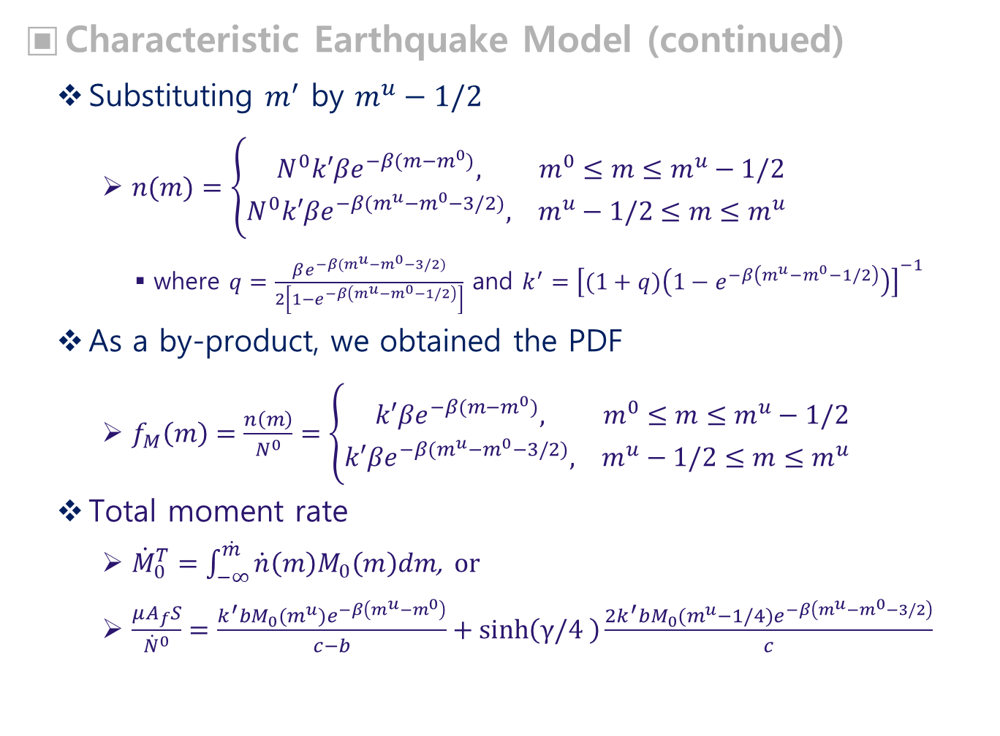 ▣ Characteristic Earthquake Model (continued)
❖ Substituting 𝑚′ by 𝑚ᵘ − 1/2
➢ $n(m) = \begin{cases} N^0 k' \beta e^{-\beta(m-m^0)}, & m^0 \le m \le m^u - 1/2 \\ N^0 k' \beta e^{-\beta(m^u-m^0-3/2)}, & m^u - 1/2 \le m \le m^u \end{cases}$
▪ where $q = \frac{\beta e^{-\beta(m^u-m^0-3/2)}}{2\left[1-e^{-\beta(m^u-m^0-1/2)}\right]}$ and $k' = \left[(1+q)\left(1-e^{-\beta(m^u-m^0-1/2)}\right)\right]^{-1}$
❖ As a by-product, we obtained the PDF
➢ $f_M(m) = \frac{n(m)}{N^0} = \begin{cases} k' \beta e^{-\beta(m-m^0)}, & m^0 \le m \le m^u - 1/2 \\ k' \beta e^{-\beta(m^u-m^0-3/2)}, & m^u - 1/2 \le m \le m^u \end{cases}$
❖ Total moment rate
➢ $\dot{M}_0^T = \int_{-\infty}^{\dot{m}} \dot{n}(m) M_0(m) dm$, or
➢ $\frac{\mu A_f S}{\dot{N}^0} = \frac{k' b M_0(m^u) e^{-\beta(m^u-m^0)}}{c-b} + \sinh(\gamma/4\,) \frac{2k' b M_0(m^u-1/4) e^{-\beta(m^u-m^0-3/2)}}{c}$